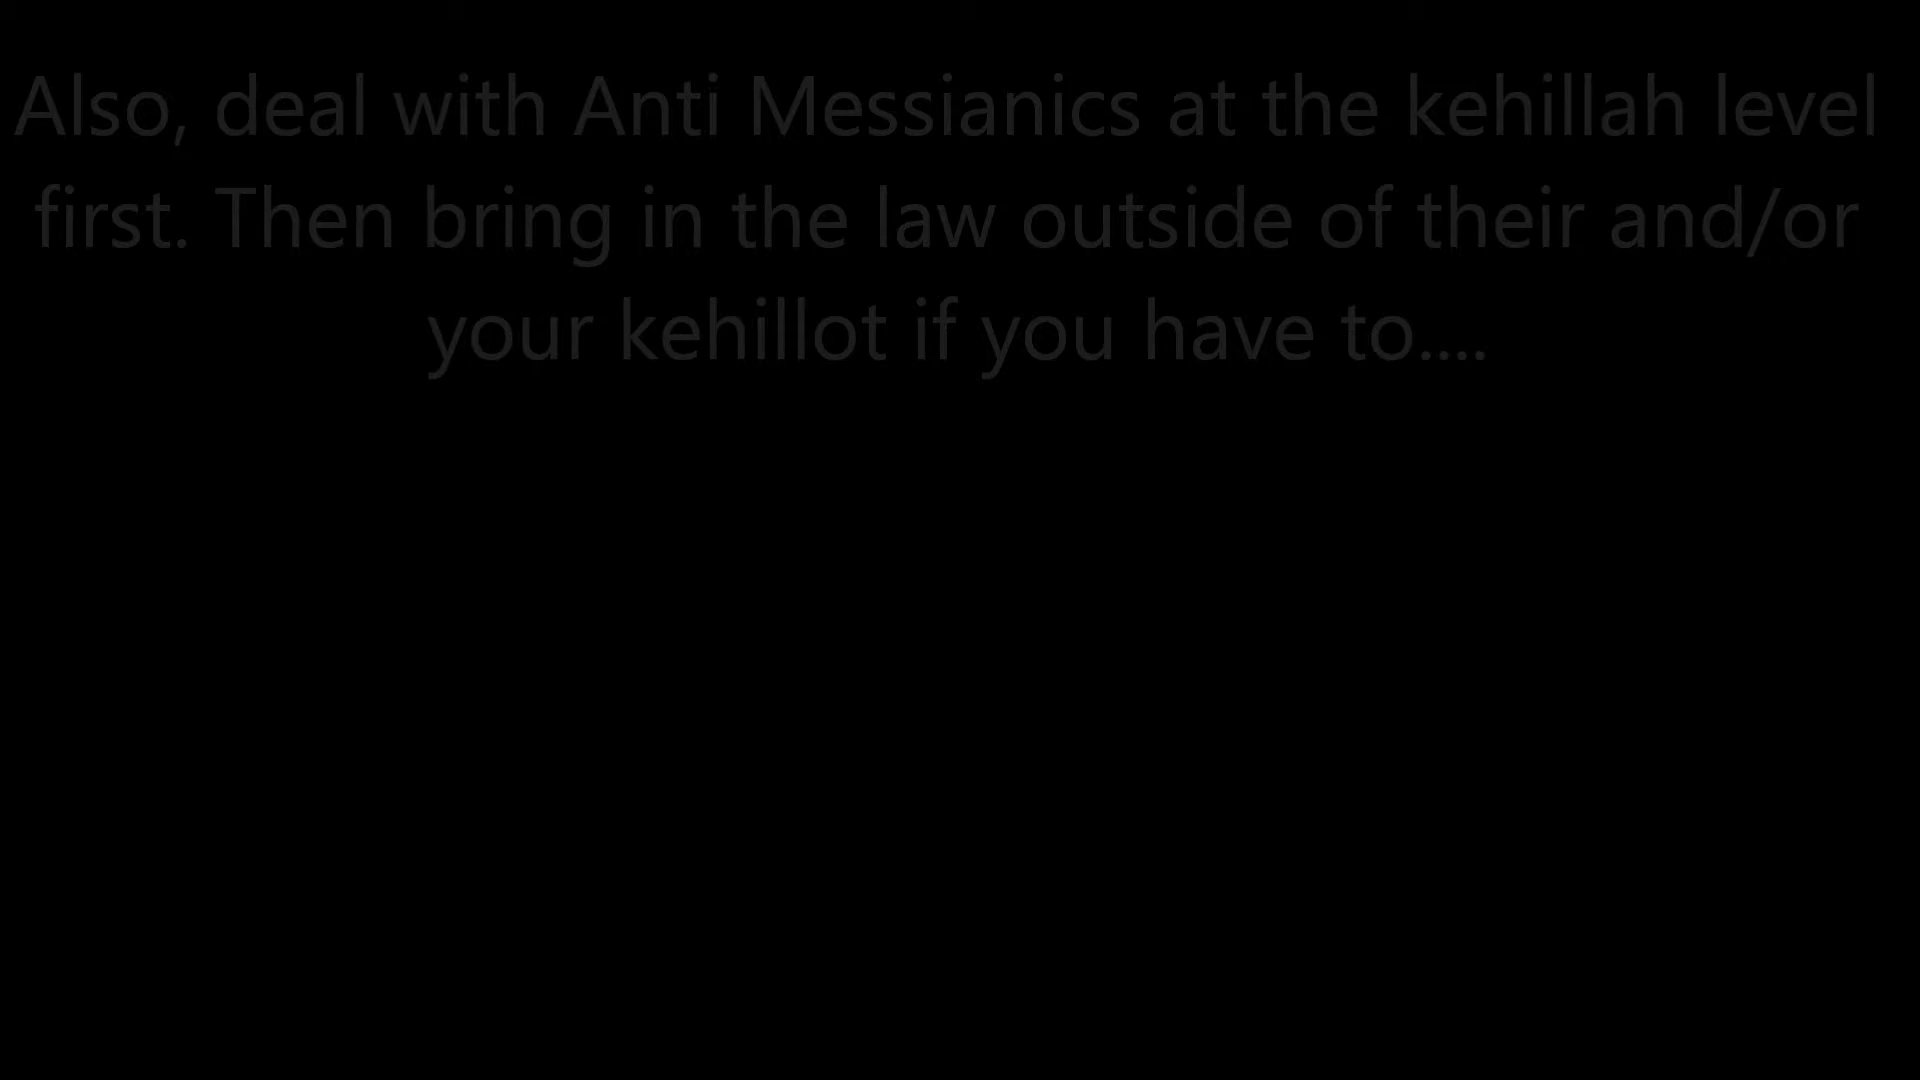 Also, deal with Anti Messianics at the kehillah level
first. Then bring in the law outside of their and/or
your kehillot if you have to....